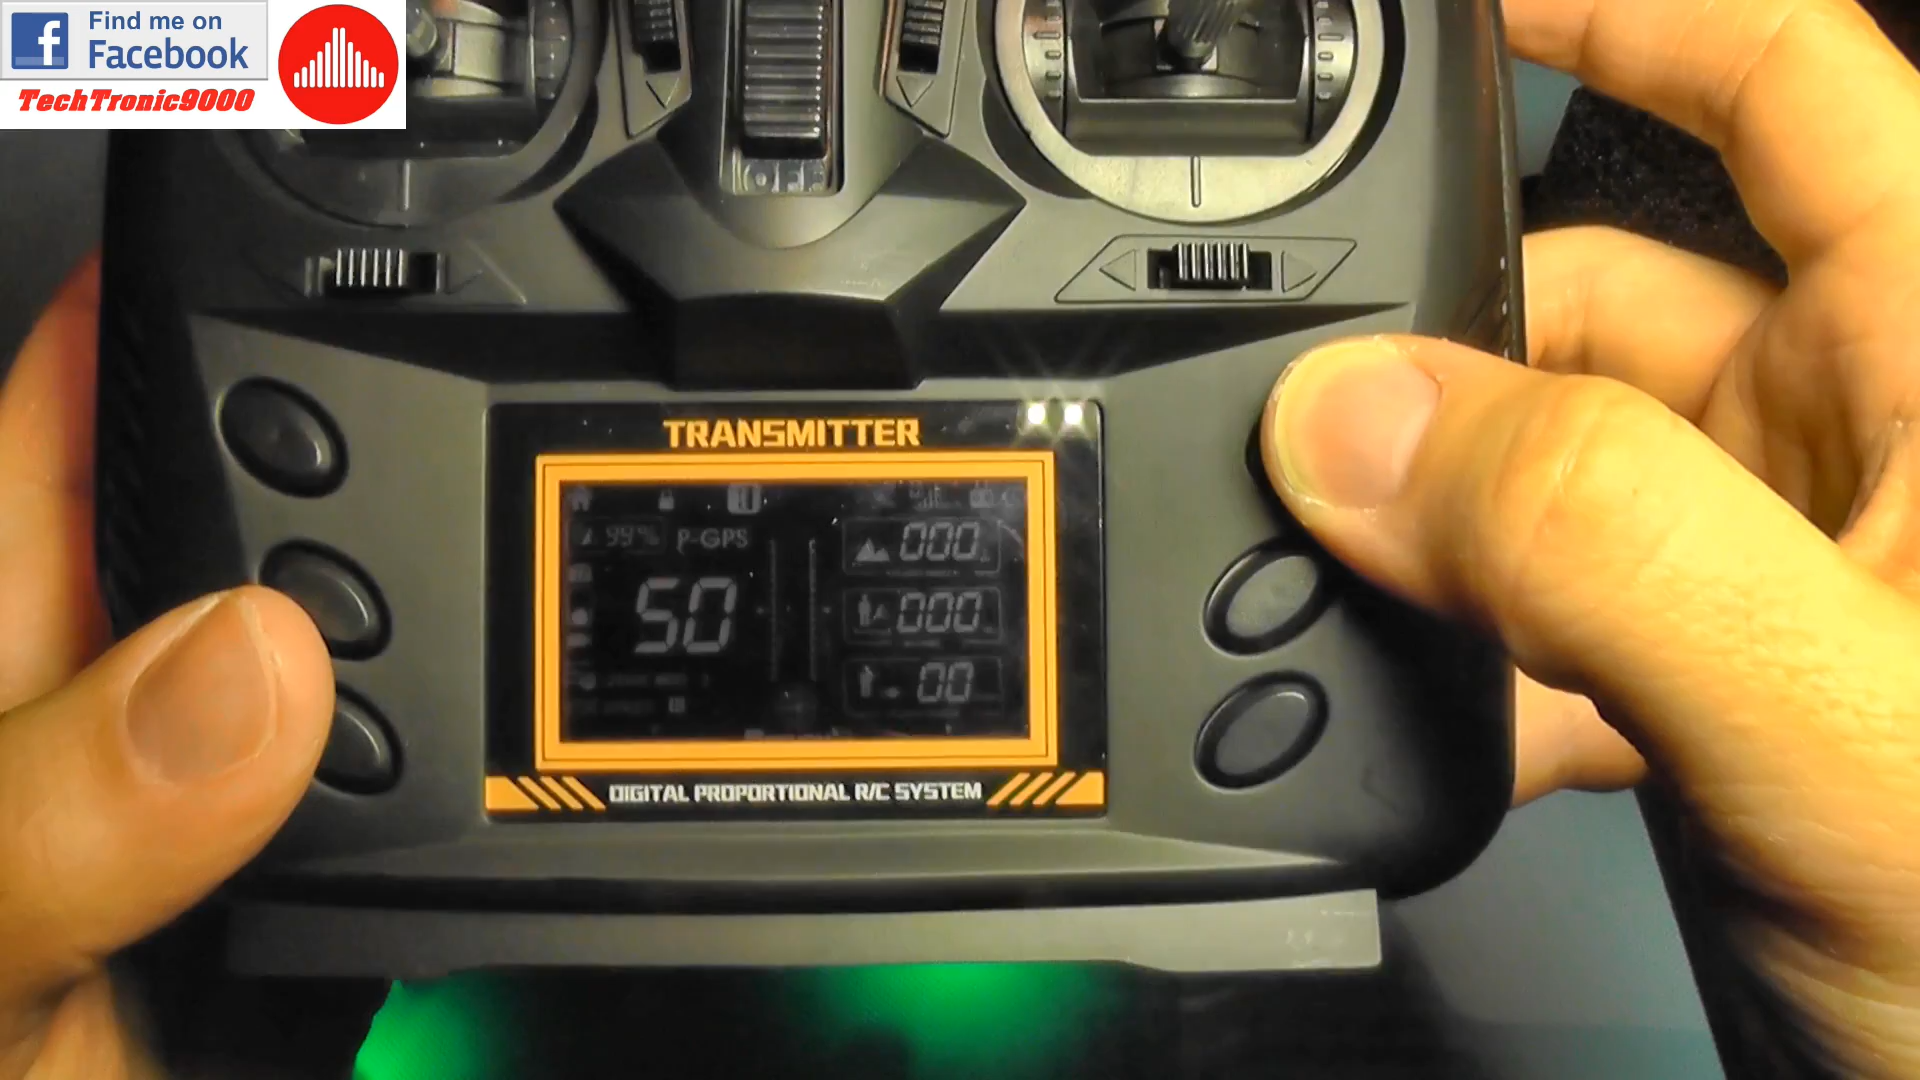 Find me on
Facebook
TechTronic9000
TRANSMITTER
99%
P-GPS
000
50
000
00
DIGITAL PROPORTIONAL R/C SYSTEM